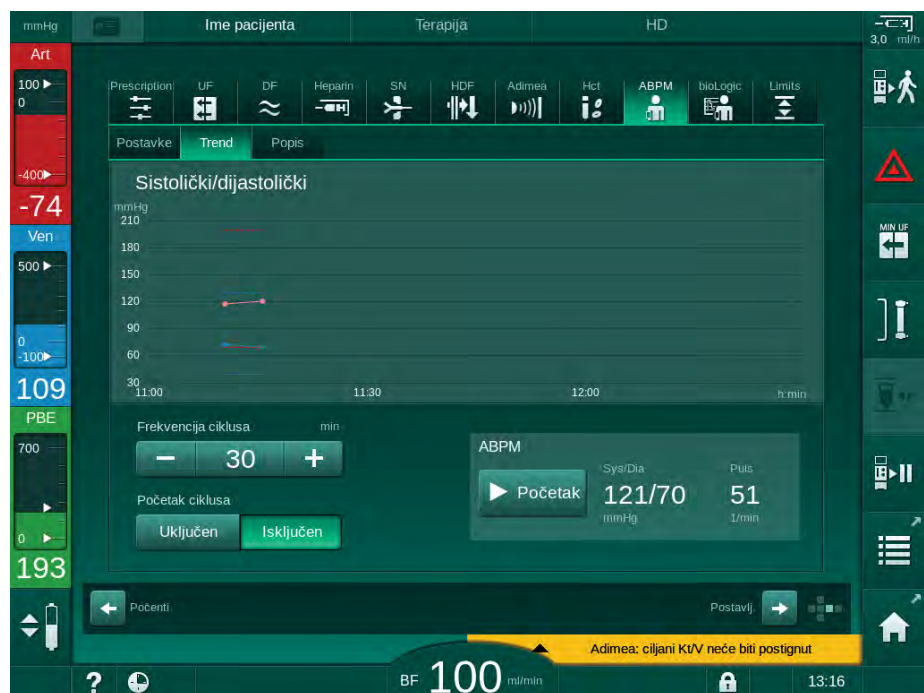 mmHg
Ime pacijenta
Terapija
HD
3,0 ml/h
Art
100
0
-400
-74
Ven
500
0
-100
109
PBE
700
0
193
Prescription
UF
DF
Heparin
SN
HDF
Adimea
Hct
ABPM
bioLogic
Limits
Postavke
Trend
Popis
Sistolički/dijastolički
mmHg
210
180
150
120
90
60
30
11:00
11:30
12:00
h:min
Frekvencija ciklusa
min
30
Početak ciklusa
Uključen
Isključen
ABPM
Početak
Sys/Dia
121/70
mmHg
Puls
51
1/min
MIN UF
Počenti
Postavlj.
Adimea: ciljani Kt/V neće biti postignut
?
BF 100 ml/min
13:16